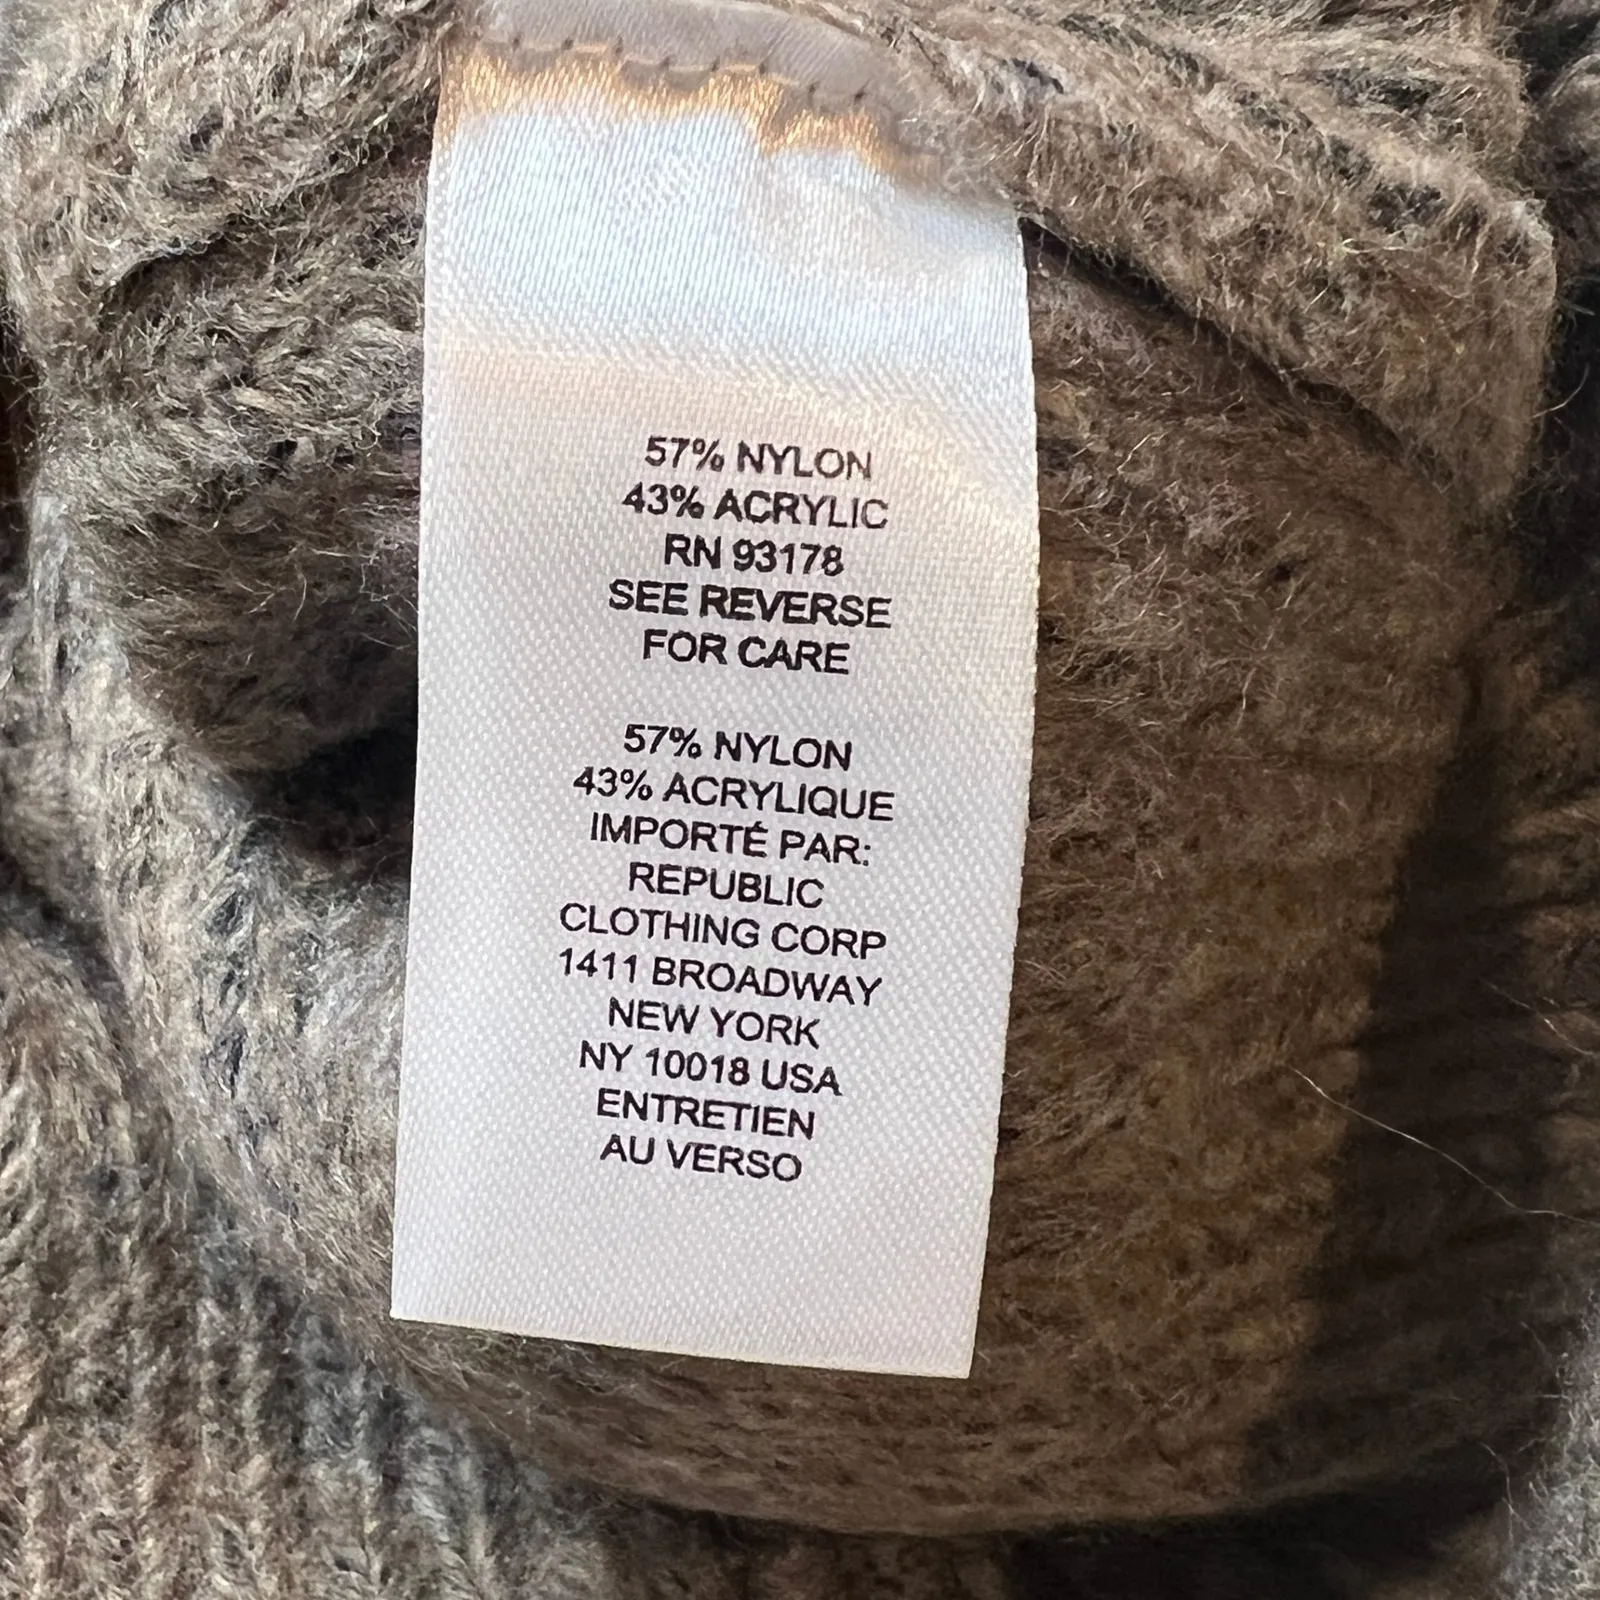 57% NYLON
43% ACRYLIC
RN 93178
SEE REVERSE
FOR CARE
57% NYLON
43% ACRYLIQUE
IMPORTÉ PAR:
REPUBLIC
CLOTHING CORP
1411 BROADWAY
NEW YORK
NY 10018 USA
ENTRETIEN
AU VERSO